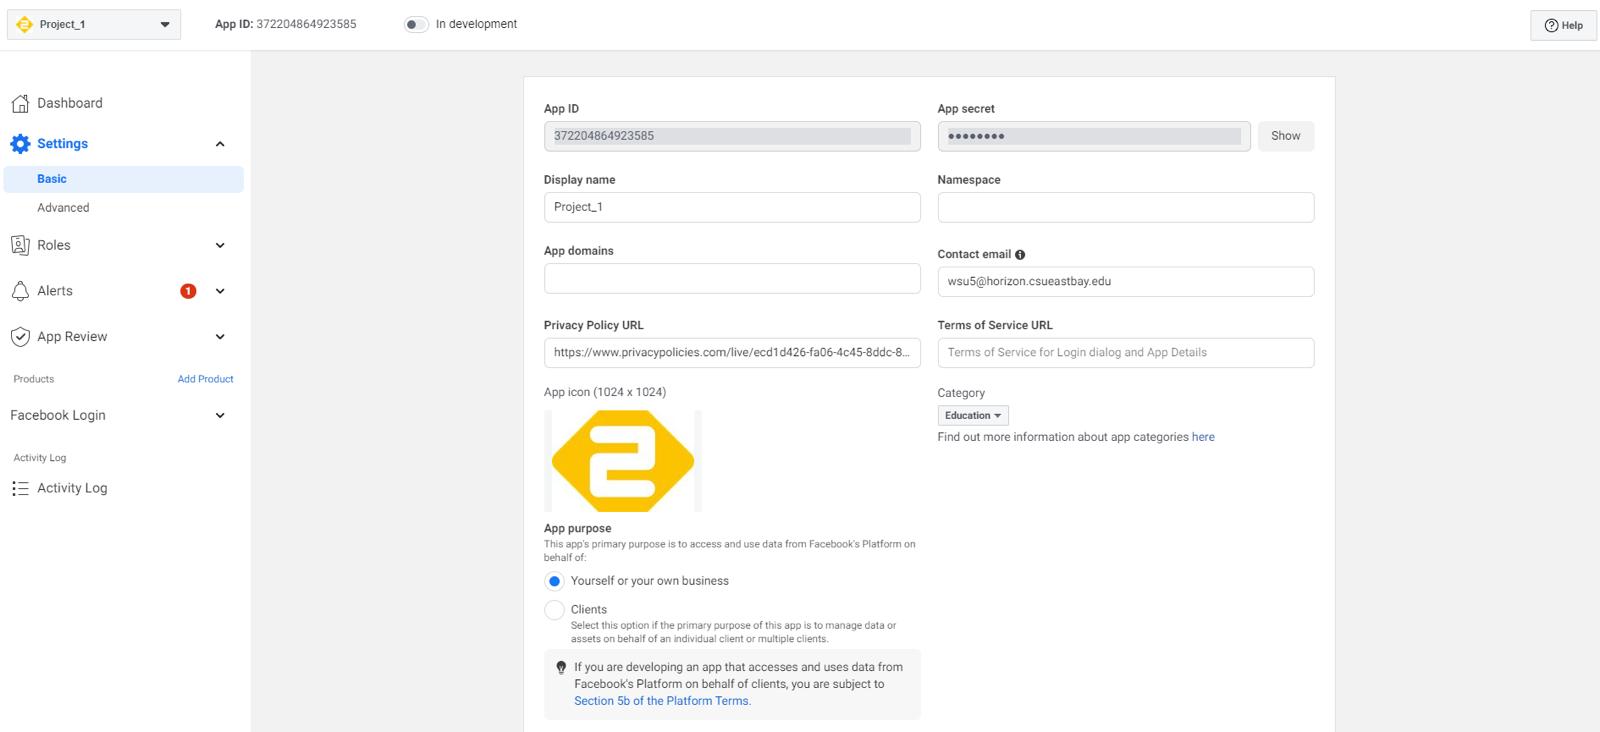 Project_1
App ID: 372204864923585
In development
Help
Dashboard
Settings
Basic
Advanced
Roles
Alerts
1
App Review
Products
Add Product
Facebook Login
Activity Log
Activity Log
App ID
372204864923585
App secret
●●●●●●●●
Show
Display name
Project_1
Namespace
App domains
Contact email
wsu5@horizon.csueastbay.edu
Privacy Policy URL
https://www.privacypolicies.com/live/ecd1d426-fa06-4c45-8ddc-8...
Terms of Service URL
Terms of Service for Login dialog and App Details
App icon (1024 x 1024)
Category
Education
Find out more information about app categories here
App purpose
This app's primary purpose is to access and use data from Facebook's Platform on
behalf of:
Yourself or your own business
Clients
Select this option if the primary purpose of this app is to manage data or
assets on behalf of an individual client or multiple clients.
If you are developing an app that accesses and uses data from
Facebook's Platform on behalf of clients, you are subject to
Section 5b of the Platform Terms.